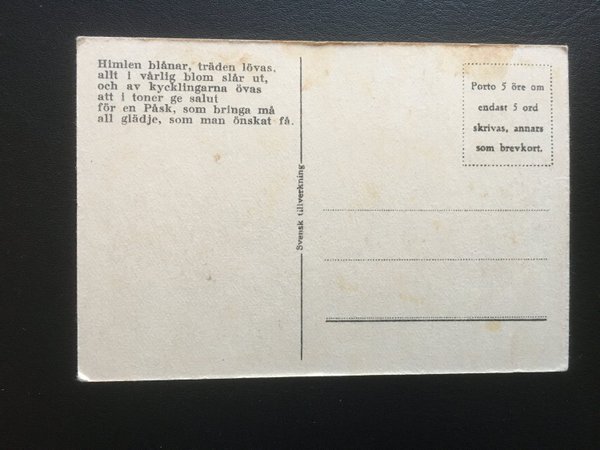 Himlen blånar, träden lövas,
allt i vårlig blom slår ut,
och av kycklingarna övas
att i toner ge salut
för en Påsk, som bringa må
all glädje, som man önskat få.
Svensk tillverkning
Porto 5 öre om
endast 5 ord
skrivas, annars
som brevkort.